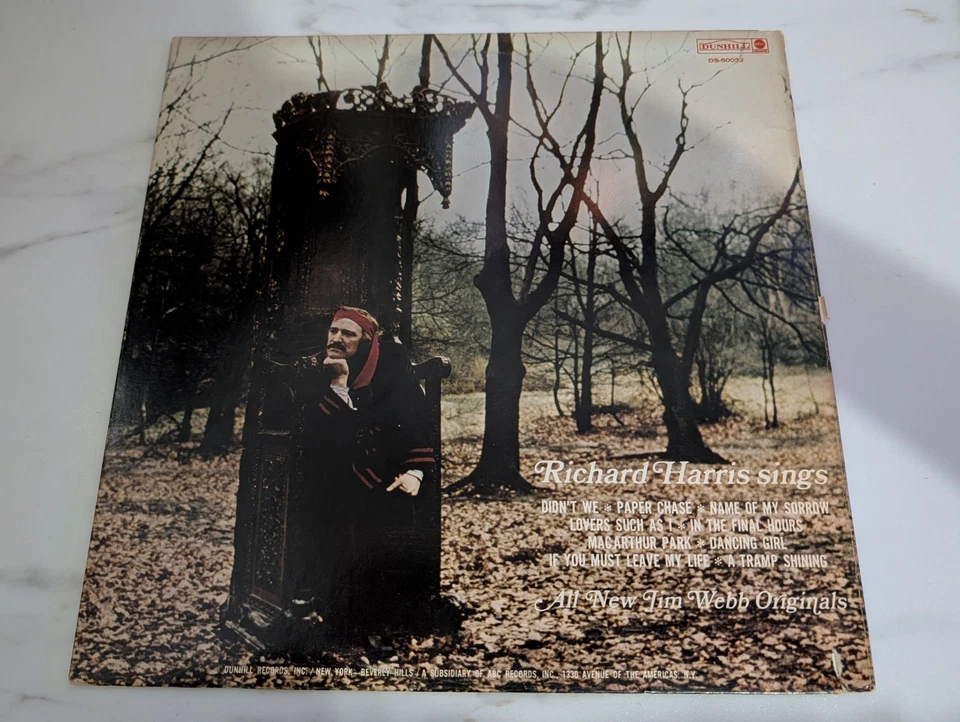 DUNHILL abc
DS-50032
Richard Harris sings
DIDN'T WE * PAPER CHASE * NAME OF MY SORROW
LOVERS SUCH AS I * IN THE FINAL HOURS
MACARTHUR PARK * DANCING GIRL
IF YOU MUST LEAVE MY LIFE * A TRAMP SHINING
All New Jim Webb Originals
DUNHILL RECORDS, INC. / NEW YORK - BEVERLY HILLS / A SUBSIDIARY OF ABC RECORDS, INC., 1330 AVENUE OF THE AMERICAS, N.Y.